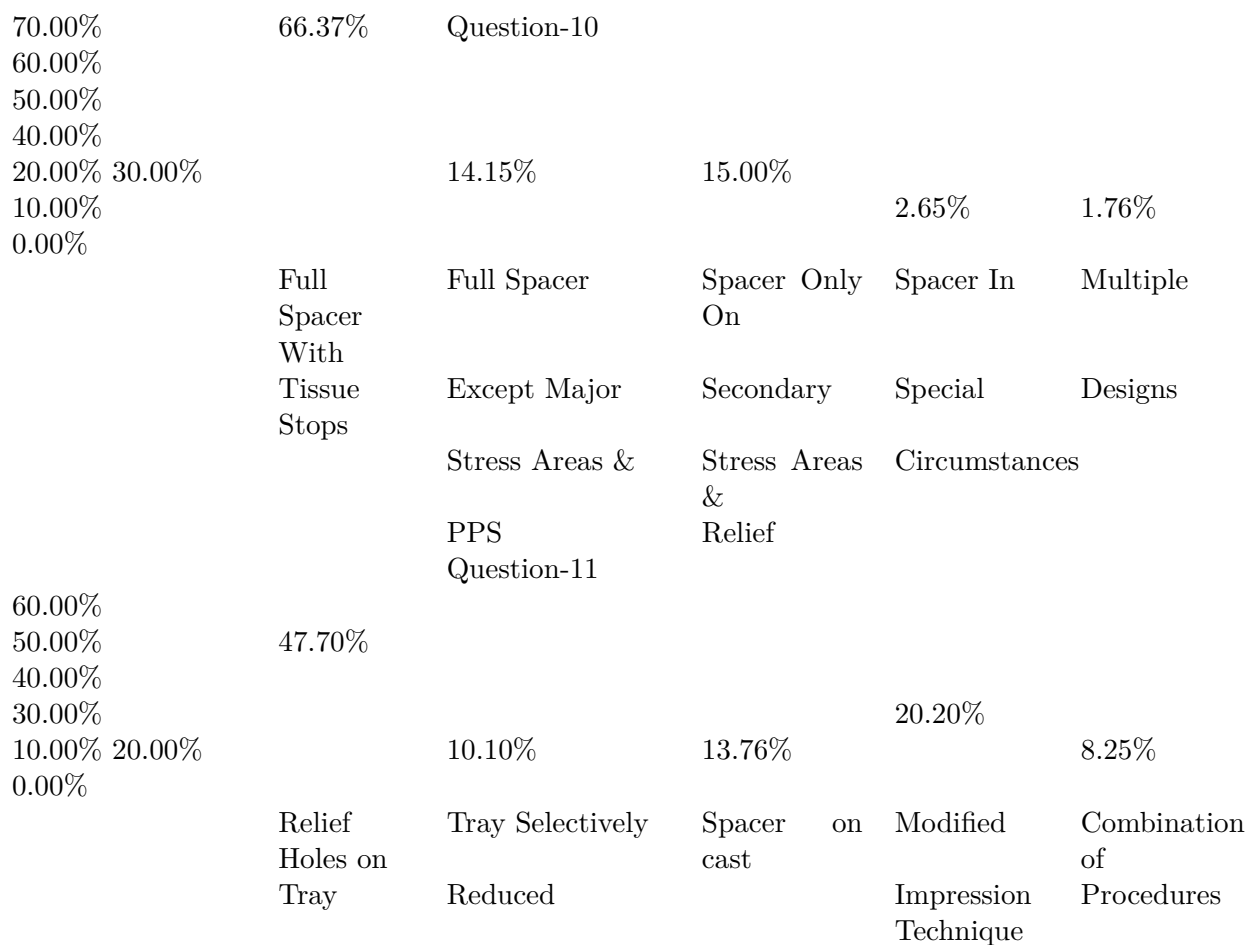 70.00% 66.37% Question-10
60.00%
50.00%
40.00%
20.00% 30.00% 14.15% 15.00%
10.00% 2.65% 1.76%
0.00%
Full Full Spacer Spacer Only Spacer In Multiple
Spacer On
With
Tissue Except Major Secondary Special Designs
Stops
Stress Areas & Stress Areas Circumstances
&
PPS Relief
Question-11
60.00%
50.00% 47.70%
40.00%
30.00% 20.20%
10.00% 20.00% 10.10% 13.76% 8.25%
0.00%
Relief Tray Selectively Spacer on Modified Combination
Holes on cast of
Tray Reduced Impression Procedures
Technique